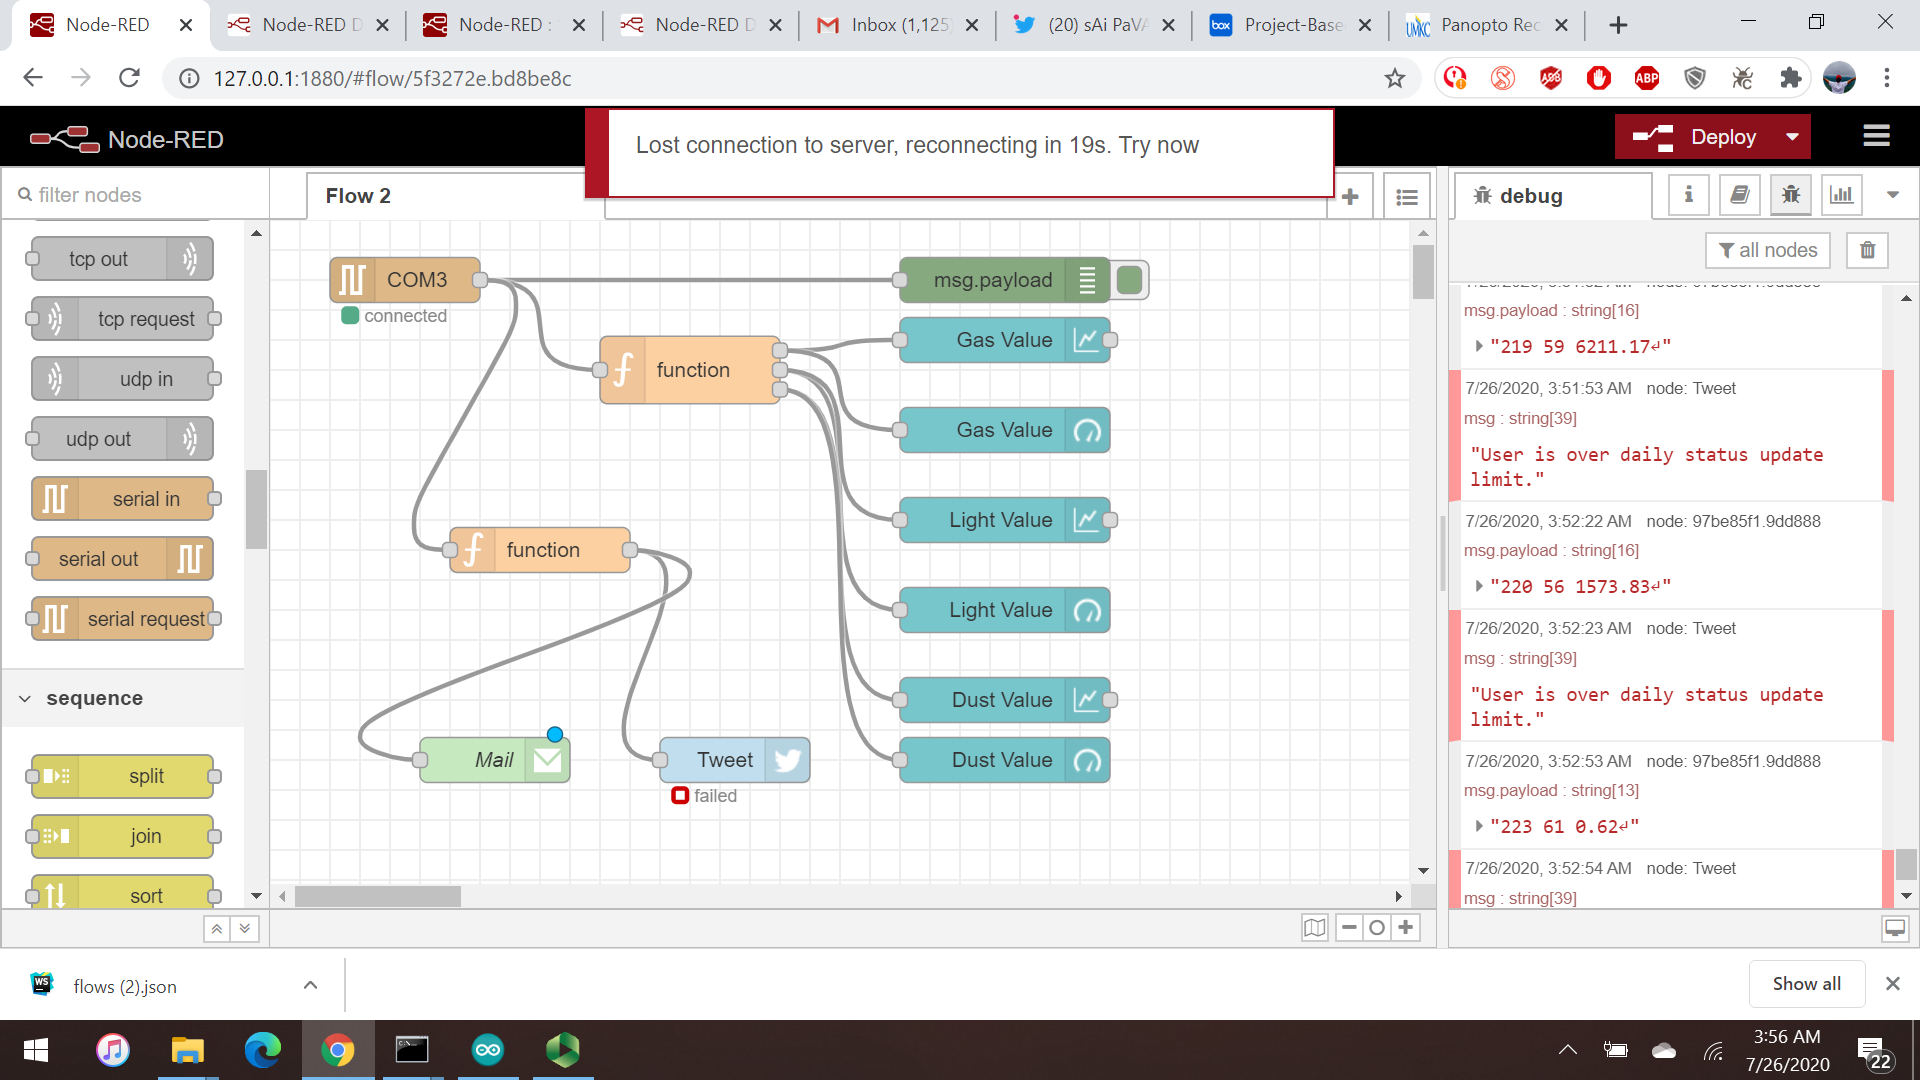 Node-RED
Node-RED D
Node-RED :
Node-RED D
Inbox (1,125
(20) sAi PaVA
Project-Base
Panopto Rec
127.0.0.1:1880/#flow/5f3272e.bd8be8c
Node-RED
Lost connection to server, reconnecting in 19s. Try now
Deploy
filter nodes
Flow 2
debug
all nodes
tcp out
tcp request
udp in
udp out
serial in
serial out
serial request
sequence
split
join
sort
COM3
connected
function
function
Mail
Tweet
failed
msg.payload
Gas Value
Gas Value
Light Value
Light Value
Dust Value
Dust Value
msg.payload : string[16]
"219 59 6211.17↵"
7/26/2020, 3:51:53 AM node: Tweet
msg : string[39]
"User is over daily status update
limit."
7/26/2020, 3:52:22 AM node: 97be85f1.9dd888
msg.payload : string[16]
"220 56 1573.83↵"
7/26/2020, 3:52:23 AM node: Tweet
msg : string[39]
"User is over daily status update
limit."
7/26/2020, 3:52:53 AM node: 97be85f1.9dd888
msg.payload : string[13]
"223 61 0.62↵"
7/26/2020, 3:52:54 AM node: Tweet
msg : string[39]
flows (2).json
Show all
3:56 AM
7/26/2020
22